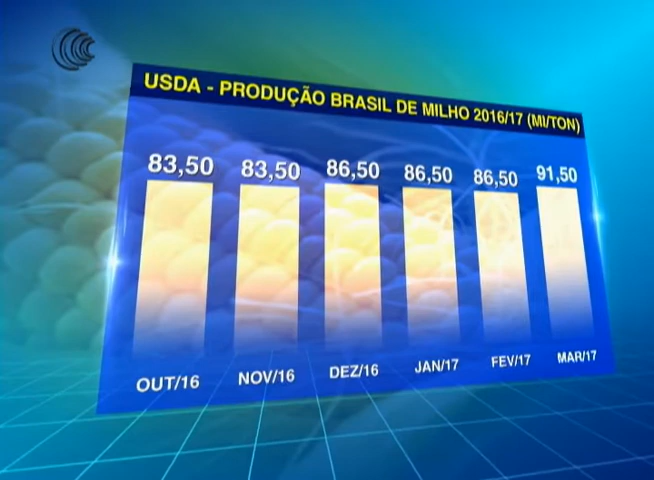 USDA - PRODUÇÃO BRASIL DE MILHO 2016/17 (MI/TON)
83,50 83,50 86,50 86,50 86,50 91,50
OUT/16 NOV/16 DEZ/16 JAN/17 FEV/17 MAR/17